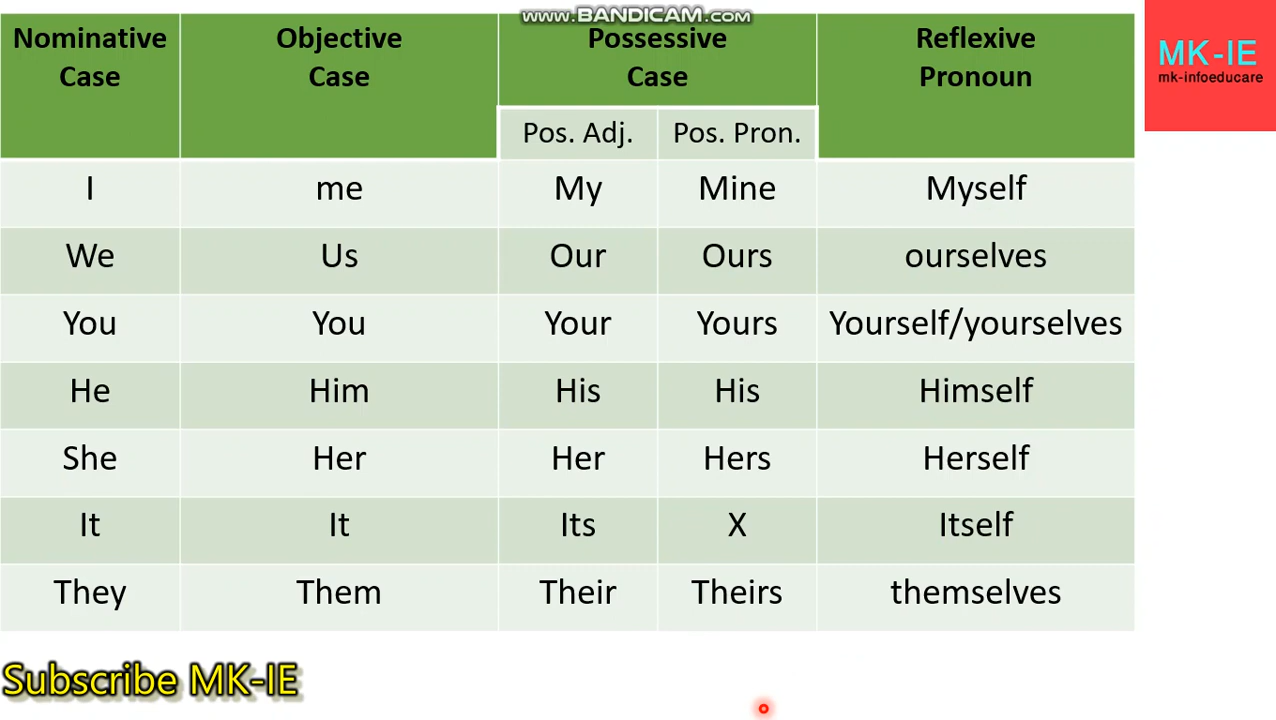 www.BANDICAM.com
Nominative Case Objective Case Possessive Case Reflexive Pronoun
MK-IE
mk-infoeducare
Pos. Adj. Pos. Pron.
I me My Mine Myself
We Us Our Ours ourselves
You You Your Yours Yourself/yourselves
He Him His His Himself
She Her Her Hers Herself
It It Its X Itself
They Them Their Theirs themselves
Subscribe MK-IE